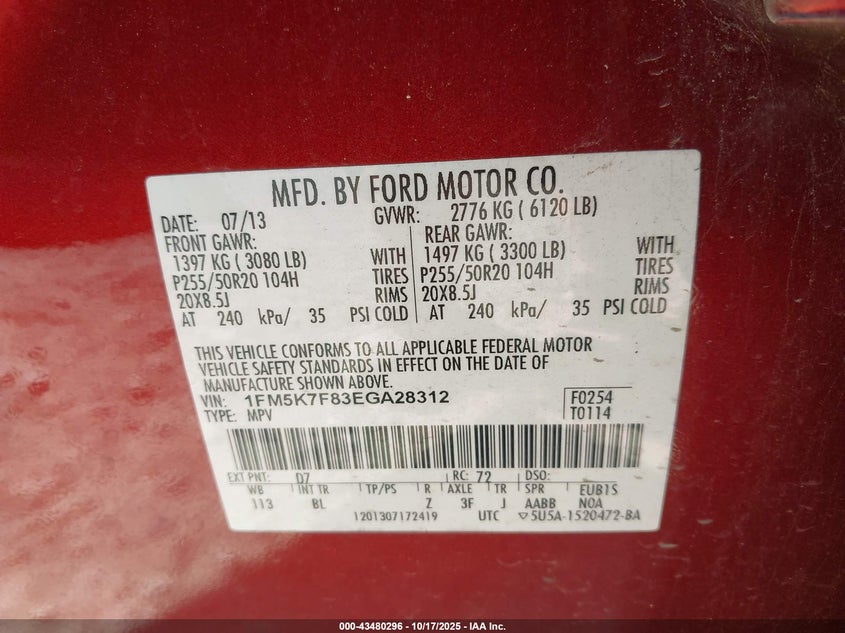 MFD. BY FORD MOTOR CO.
DATE: 07/13 GVWR: 2776 KG ( 6120 LB)
FRONT GAWR: REAR GAWR:
1397 KG ( 3080 LB) WITH 1497 KG ( 3300 LB) WITH
P255/50R20 104H TIRES P255/50R20 104H TIRES
20X8.5J RIMS 20X8.5J RIMS
AT 240 kPa/ 35 PSI COLD AT 240 kPa/ 35 PSI COLD
THIS VEHICLE CONFORMS TO ALL APPLICABLE FEDERAL MOTOR
VEHICLE SAFETY STANDARDS IN EFFECT ON THE DATE OF
MANUFACTURE SHOWN ABOVE.
VIN: 1FM5K7F83EGA28312 F0254
TYPE: MPV T0114
EXT PNT: D7 RC: 72 DSO:
WB INT TR TP/PS R AXLE TR SPR EUB1S
113 BL Z 3F J AABB NOA
1201307172419 UTC ▽5U5A-1520472-BA
000-43480296 - 10/17/2025 - IAA Inc.